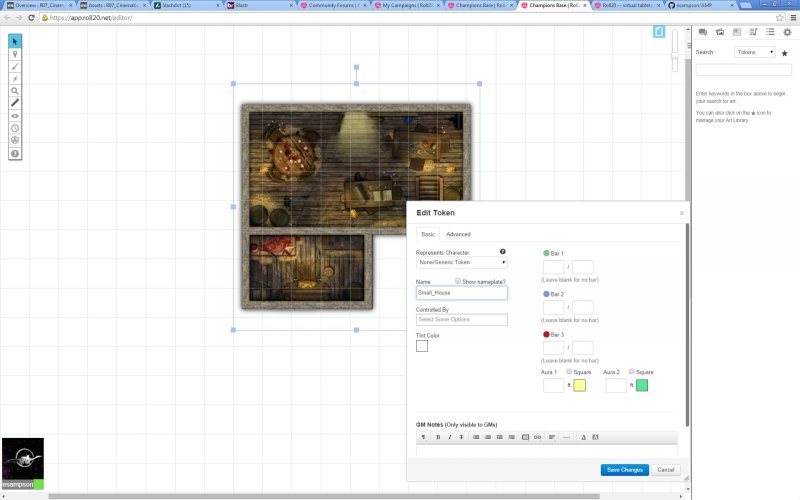 Overview : R07_Cinem
Assets : R07_Cinemati
Slashdot (15)
Blasti
Community Forums | 
My Campaigns | Roll2
Champions Base | Roll
Champions Base | Roll
Roll20 -- virtual tablet
esampson/AMP
https://app.roll20.net/editor/
Search: Tokens
Enter keywords in the box above to begin
your search for art
You can also click on the ★ icon to
manage your Art Library.
Edit Token
Basic Advanced
Represents Character
None/Generic Token
Name Show nameplate?
Small_House
Controlled By
Select Some Options
Tint Color
Bar 1
/
(Leave blank for no bar)
Bar 2
/
(Leave blank for no bar)
Bar 3
/
(Leave blank for no bar)
Aura 1 Square Aura 2 Square
ft. ft.
GM Notes (Only visible to GMs)
Save Changes Cancel
esampson